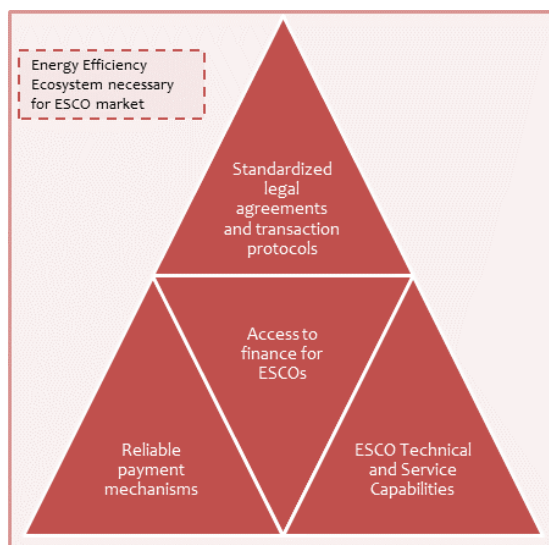 Energy Efficiency
Ecosystem necessary
for ESCO market
Standardized
legal
agreements
and transaction
protocols
Access to
finance for
ESCOs
Reliable
payment
mechanisms
ESCO Technical
and Service
Capabilities